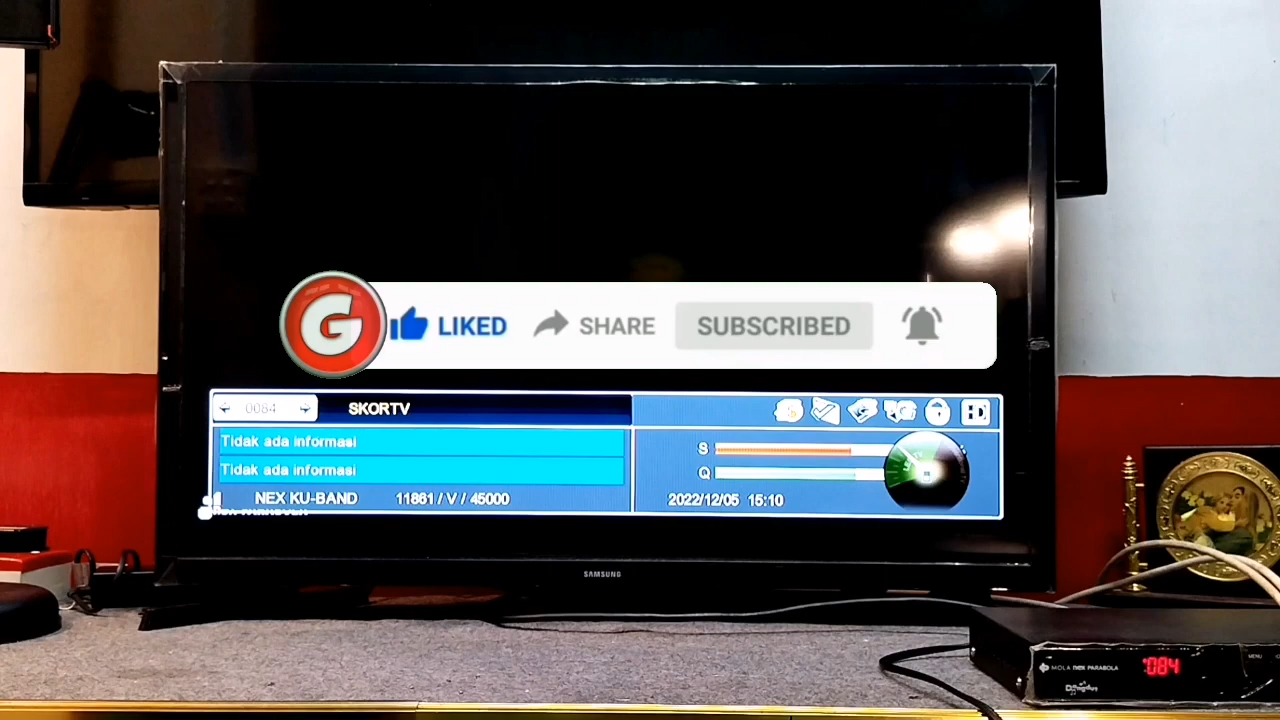 G
LIKED SHARE SUBSCRIBED
0084 SKORTV
Tidak ada informasi
Tidak ada informasi
S
Q
NEX KU-BAND 11861 / V / 45000
2022/12/05 15:10
SAMSUNG
MOLA nex PARABOLA
084
MENU